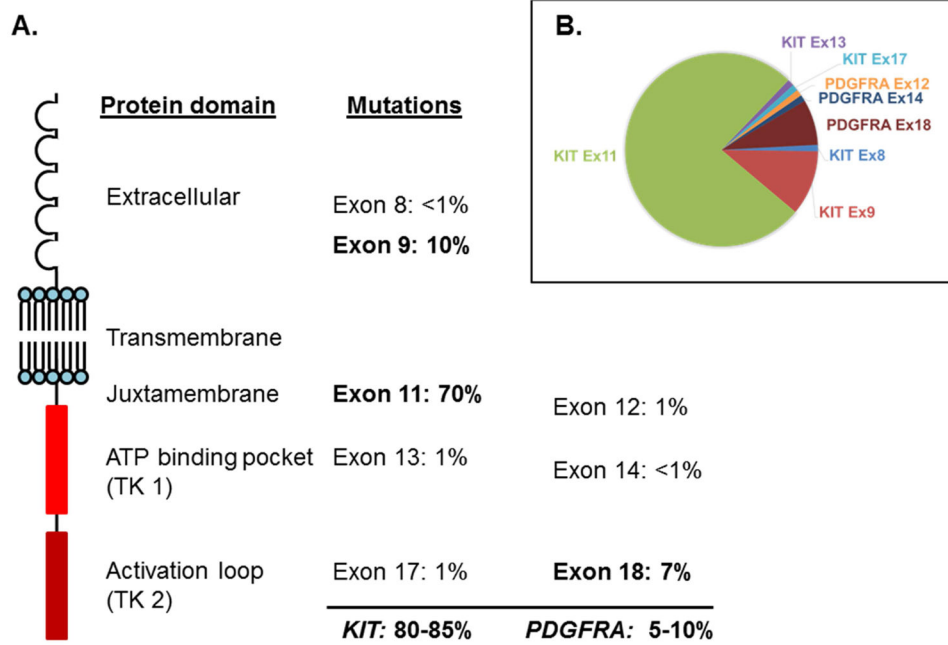 A.
Protein domain Mutations
Extracellular
Exon 8: <1%
Exon 9: 10%
Transmembrane
Juxtamembrane Exon 11: 70% Exon 12: 1%
ATP binding pocket Exon 13: 1% Exon 14: <1%
(TK 1)
Activation loop Exon 17: 1% Exon 18: 7%
(TK 2)
KIT: 80-85% PDGFRA: 5-10%
B.
KIT Ex13
KIT Ex17
PDGFRA Ex12
PDGFRA Ex14
PDGFRA Ex18
KIT Ex11
KIT Ex8
KIT Ex9